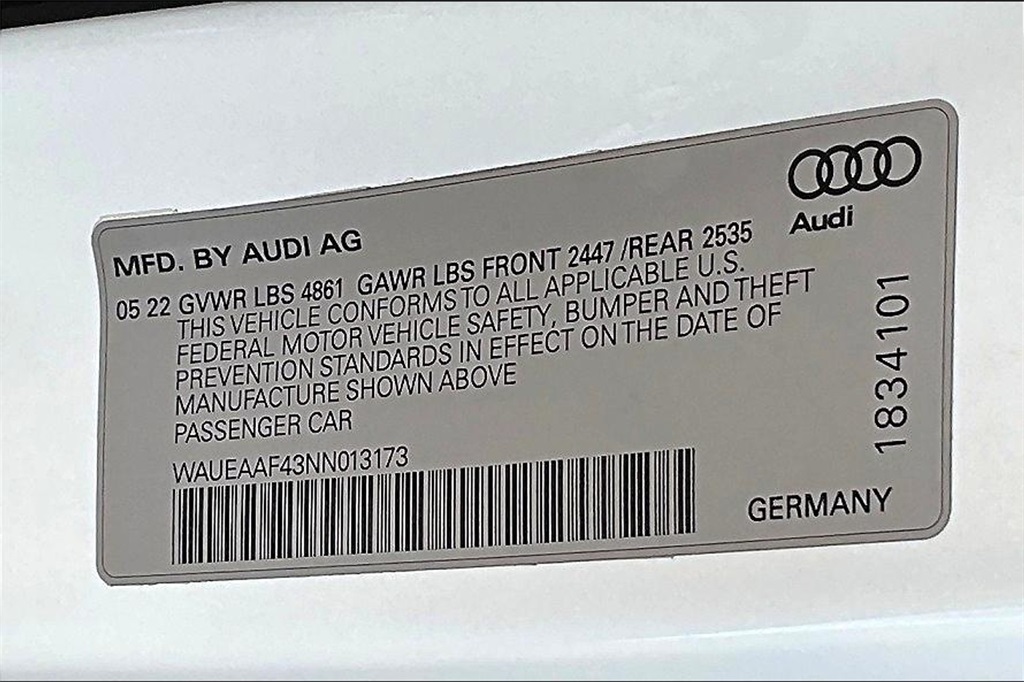 Audi
MFD. BY AUDI AG
05 22 GVWR LBS 4861 GAWR LBS FRONT 2447 /REAR 2535
THIS VEHICLE CONFORMS TO ALL APPLICABLE U.S.
FEDERAL MOTOR VEHICLE SAFETY, BUMPER AND THEFT
PREVENTION STANDARDS IN EFFECT ON THE DATE OF
MANUFACTURE SHOWN ABOVE
PASSENGER CAR
WAUEAAF43NN013173
1834101
GERMANY